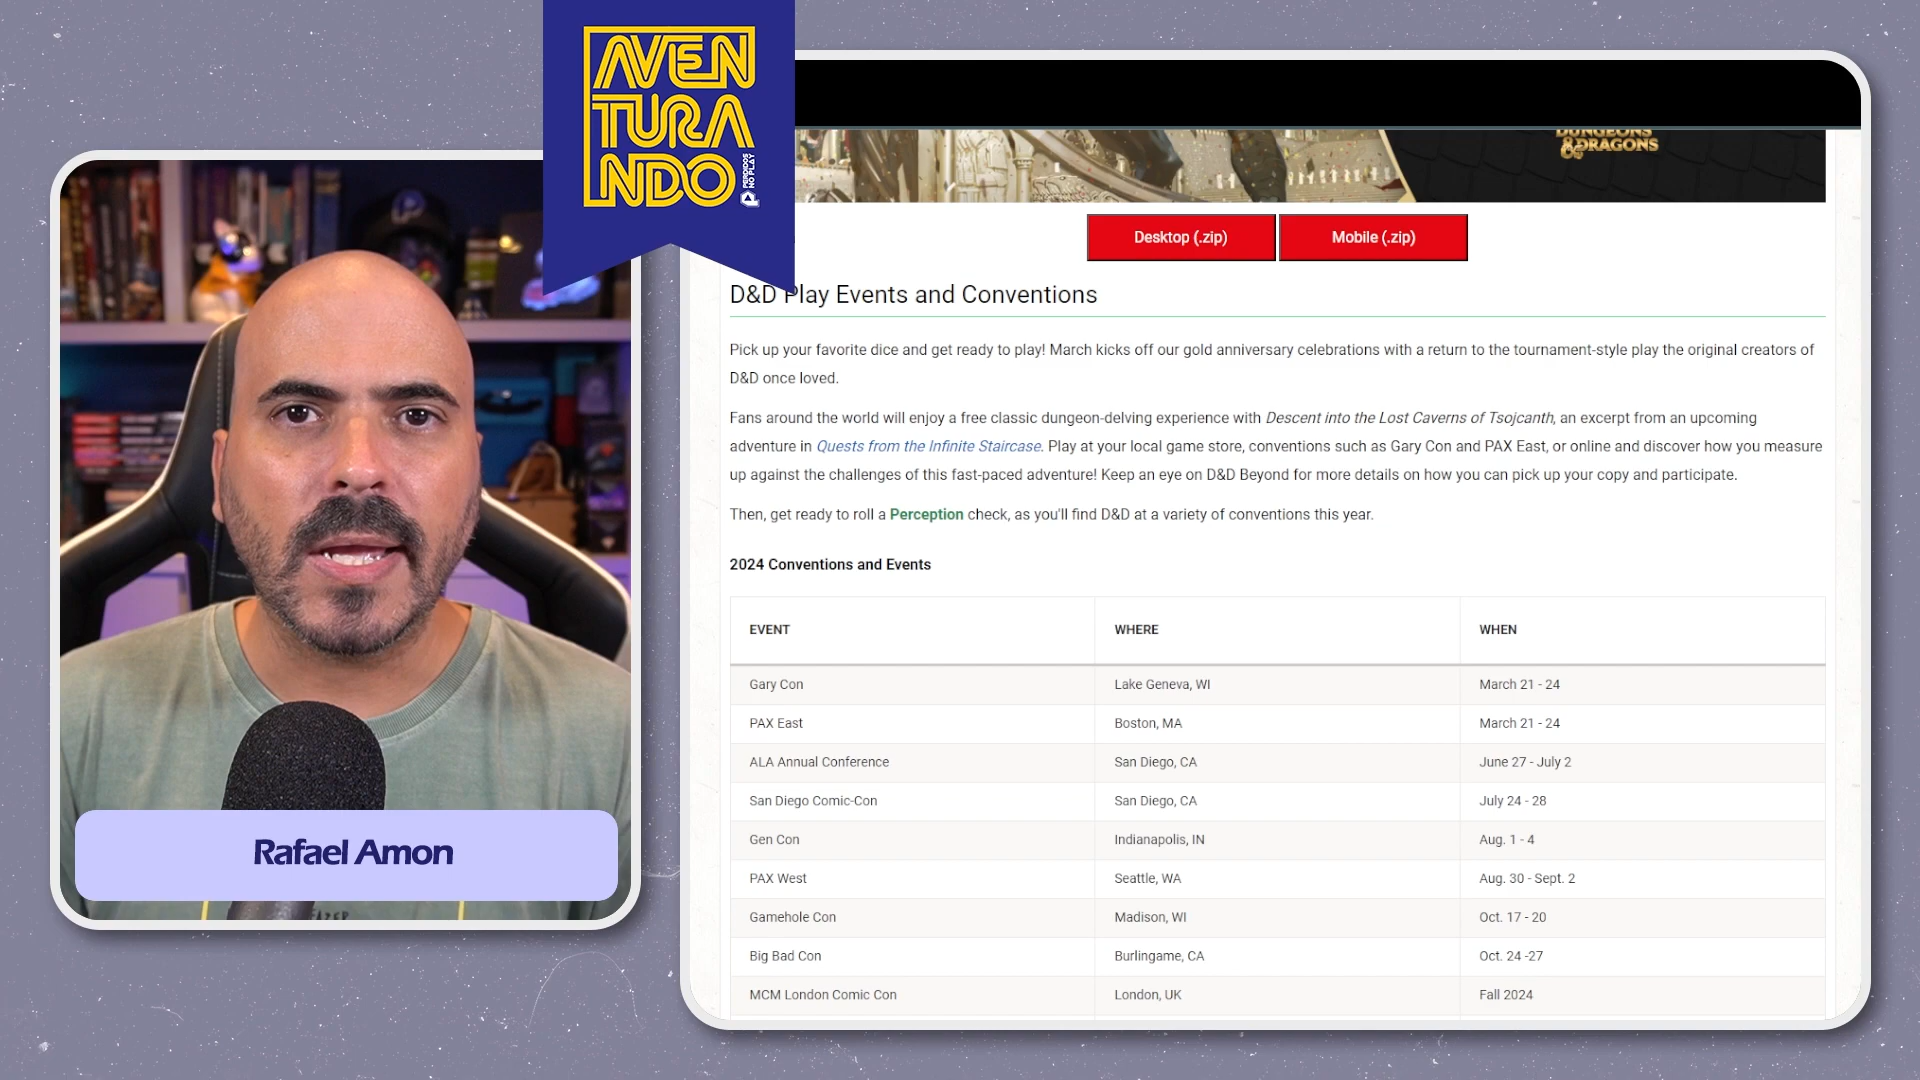 AVEN
TURA
NDO
PERDIDOS
NO PLAY
DUNGEONS
& DRAGONS
Desktop (.zip)
Mobile (.zip)
D&D Play Events and Conventions
Pick up your favorite dice and get ready to play! March kicks off our gold anniversary celebrations with a return to the tournament-style play the original creators of
D&D once loved.
Fans around the world will enjoy a free classic dungeon-delving experience with Descent into the Lost Caverns of Tsojcanth, an excerpt from an upcoming
adventure in Quests from the Infinite Staircase. Play at your local game store, conventions such as Gary Con and PAX East, or online and discover how you measure
up against the challenges of this fast-paced adventure! Keep an eye on D&D Beyond for more details on how you can pick up your copy and participate.
Then, get ready to roll a Perception check, as you'll find D&D at a variety of conventions this year.
2024 Conventions and Events
EVENT WHERE WHEN
Gary Con Lake Geneva, WI March 21 - 24
PAX East Boston, MA March 21 - 24
ALA Annual Conference San Diego, CA June 27 - July 2
San Diego Comic-Con San Diego, CA July 24 - 28
Gen Con Indianapolis, IN Aug. 1 - 4
PAX West Seattle, WA Aug. 30 - Sept. 2
Gamehole Con Madison, WI Oct. 17 - 20
Big Bad Con Burlingame, CA Oct. 24 -27
MCM London Comic Con London, UK Fall 2024
Rafael Amon